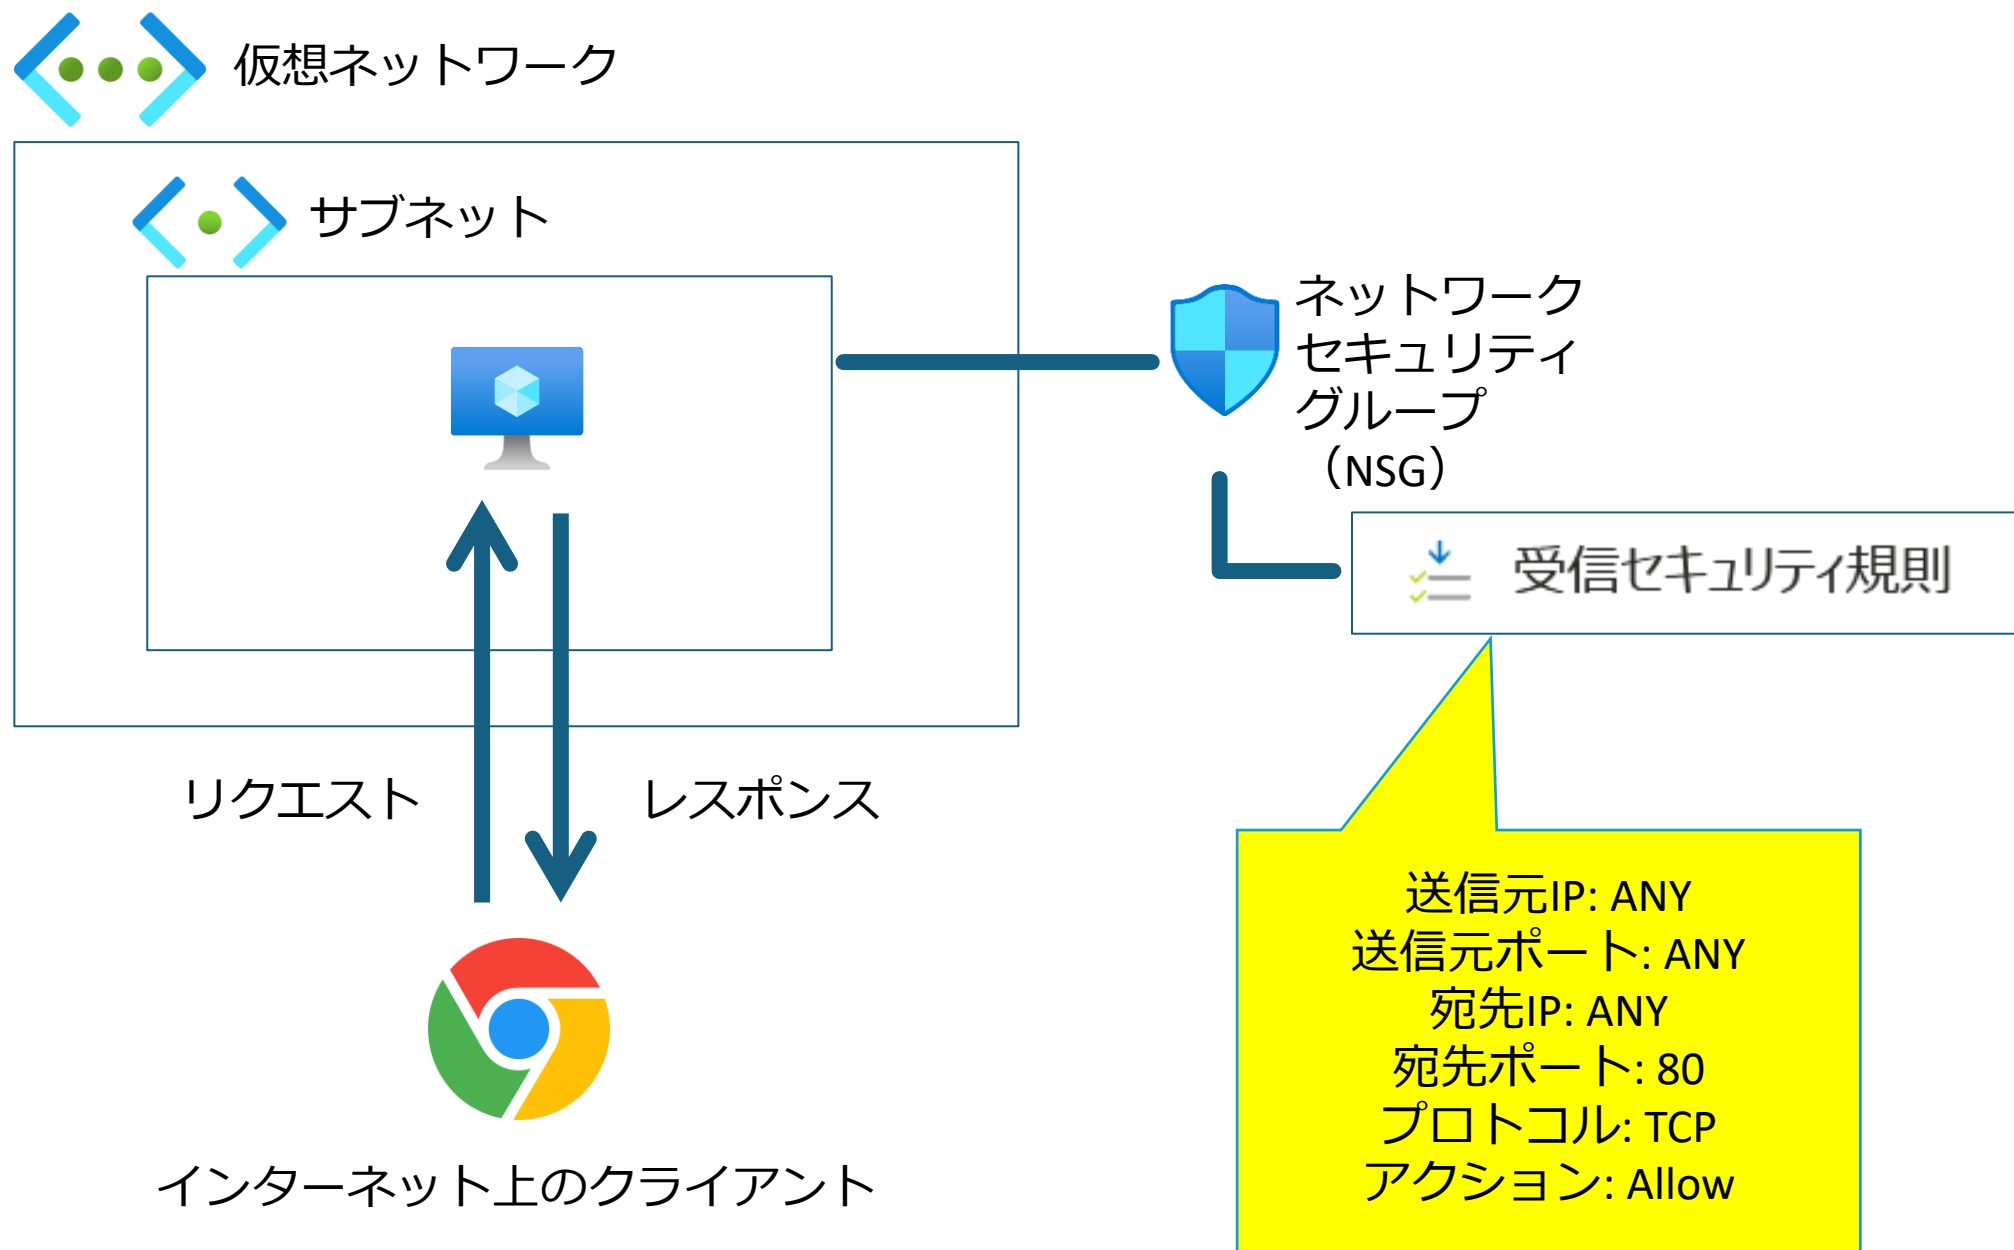 仮想ネットワーク
サブネット
ネットワーク
セキュリティ
グループ
（NSG）
受信セキュリティ規則
リクエスト
レスポンス
送信元IP: ANY
送信元ポート: ANY
宛先IP: ANY
宛先ポート: 80
プロトコル: TCP
アクション: Allow
インターネット上のクライアント